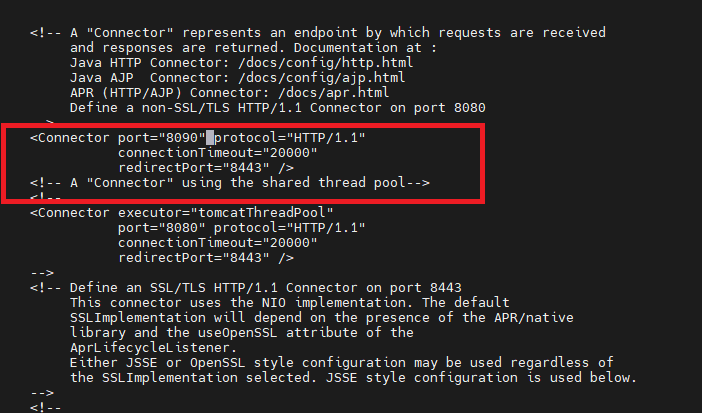 <!-- A "Connector" represents an endpoint by which requests are received
and responses are returned. Documentation at :
Java HTTP Connector: /docs/config/http.html
Java AJP  Connector: /docs/config/ajp.html
APR (HTTP/AJP) Connector: /docs/apr.html
Define a non-SSL/TLS HTTP/1.1 Connector on port 8080
-->
<Connector port="8090" protocol="HTTP/1.1"
connectionTimeout="20000"
redirectPort="8443" />
<!-- A "Connector" using the shared thread pool-->
<!--
<Connector executor="tomcatThreadPool"
port="8080" protocol="HTTP/1.1"
connectionTimeout="20000"
redirectPort="8443" />
-->
<!-- Define an SSL/TLS HTTP/1.1 Connector on port 8443
This connector uses the NIO implementation. The default
SSLImplementation will depend on the presence of the APR/native
library and the useOpenSSL attribute of the
AprLifecycleListener.
Either JSSE or OpenSSL style configuration may be used regardless of
the SSLImplementation selected. JSSE style configuration is used below.
-->
<!--